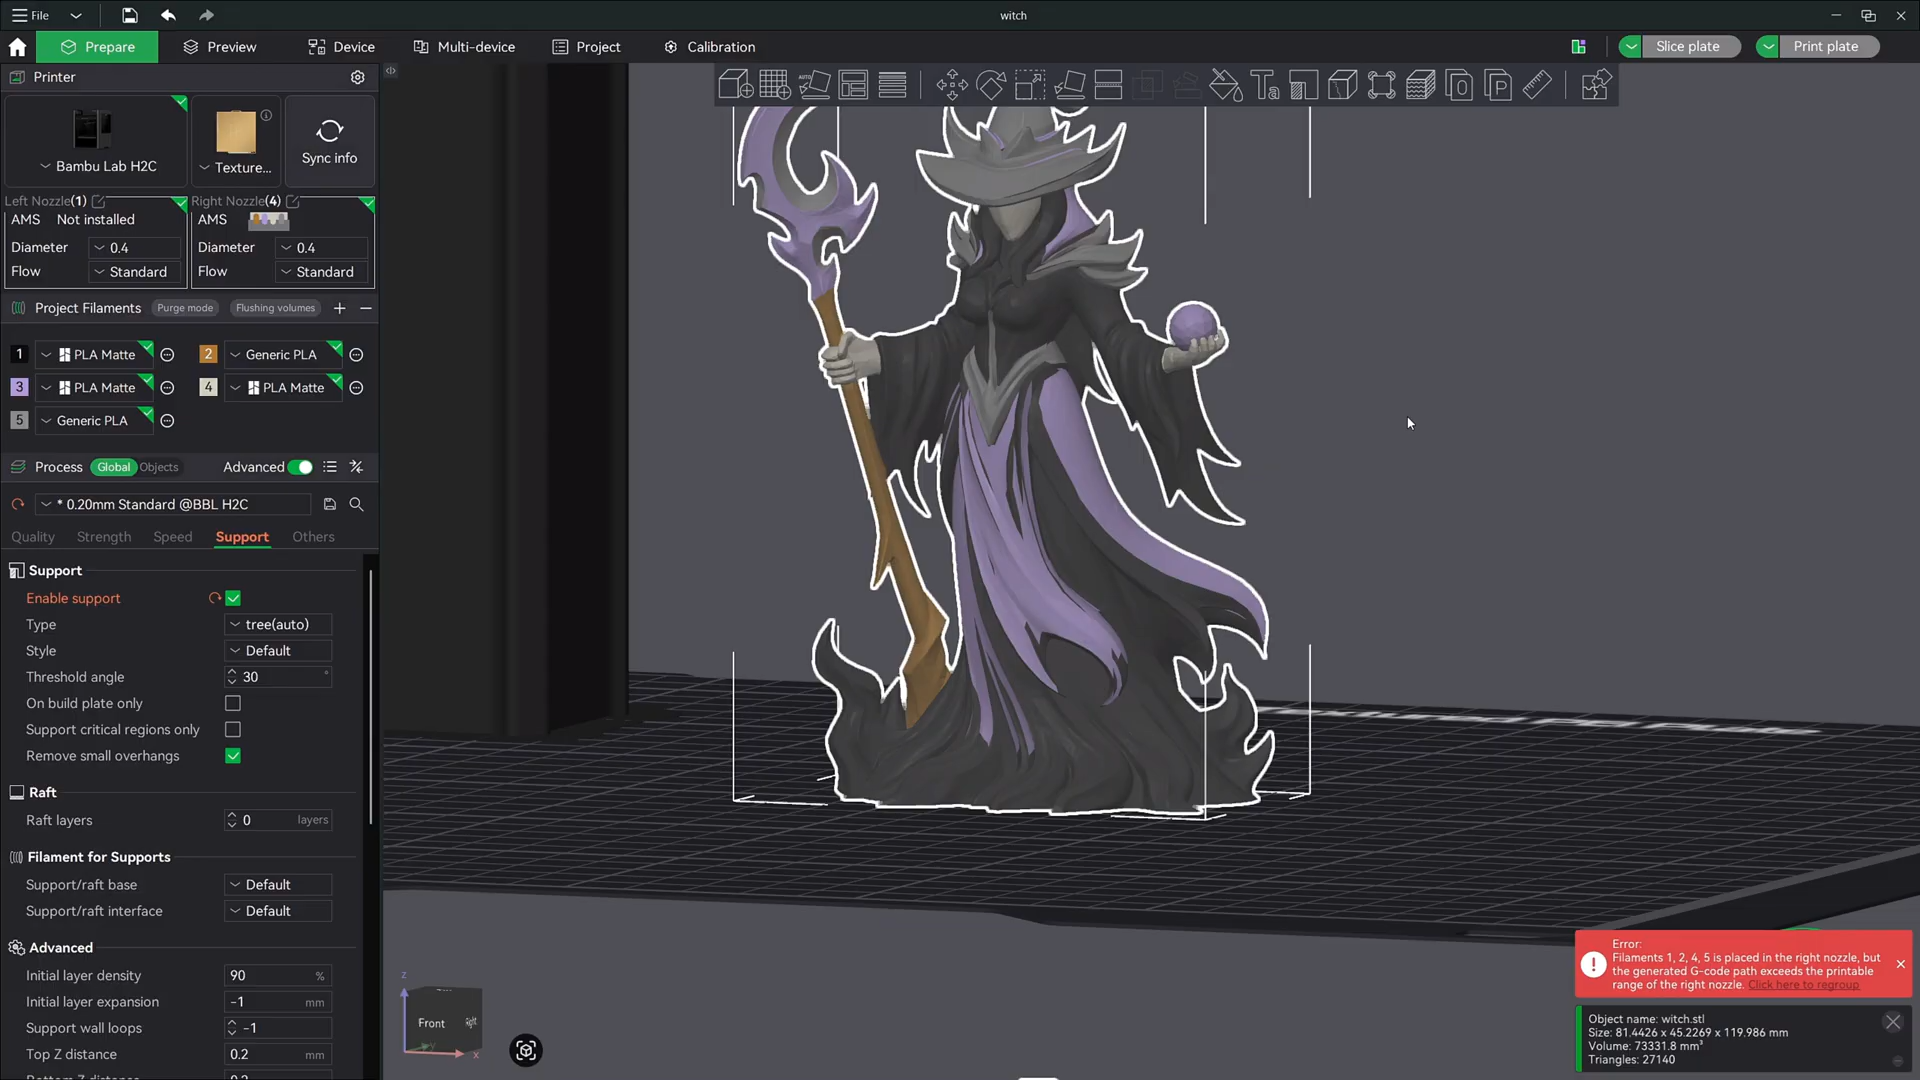 File
witch
Prepare
Preview
Device
Multi-device
Project
Calibration
Slice plate
Print plate
Printer
Bambu Lab H2C
Texture...
Sync info
Left Nozzle(1)
Right Nozzle(4)
AMS Not installed
AMS
Diameter 0.4
Diameter 0.4
Flow Standard
Flow Standard
Project Filaments
Purge mode
Flushing volumes
1 PLA Matte
2 Generic PLA
3 PLA Matte
4 PLA Matte
5 Generic PLA
Process
Global
Objects
Advanced
* 0.20mm Standard @BBL H2C
Quality
Strength
Speed
Support
Others
Support
Enable support
Type tree(auto)
Style Default
Threshold angle 30 °
On build plate only
Support critical regions only
Remove small overhangs
Raft
Raft layers 0 layers
Filament for Supports
Support/raft base Default
Support/raft interface Default
Advanced
Initial layer density 90 %
Initial layer expansion -1 mm
Support wall loops -1
Top Z distance 0.2 mm
Front
Right
z
x
Error:
Filaments 1, 2, 4, 5 is placed in the right nozzle, but
the generated G-code path exceeds the printable
range of the right nozzle. Click here to regroup.
Object name: witch.stl
Size: 81.4426 x 45.2269 x 119.986 mm
Volume: 73331.8 mm³
Triangles: 27140